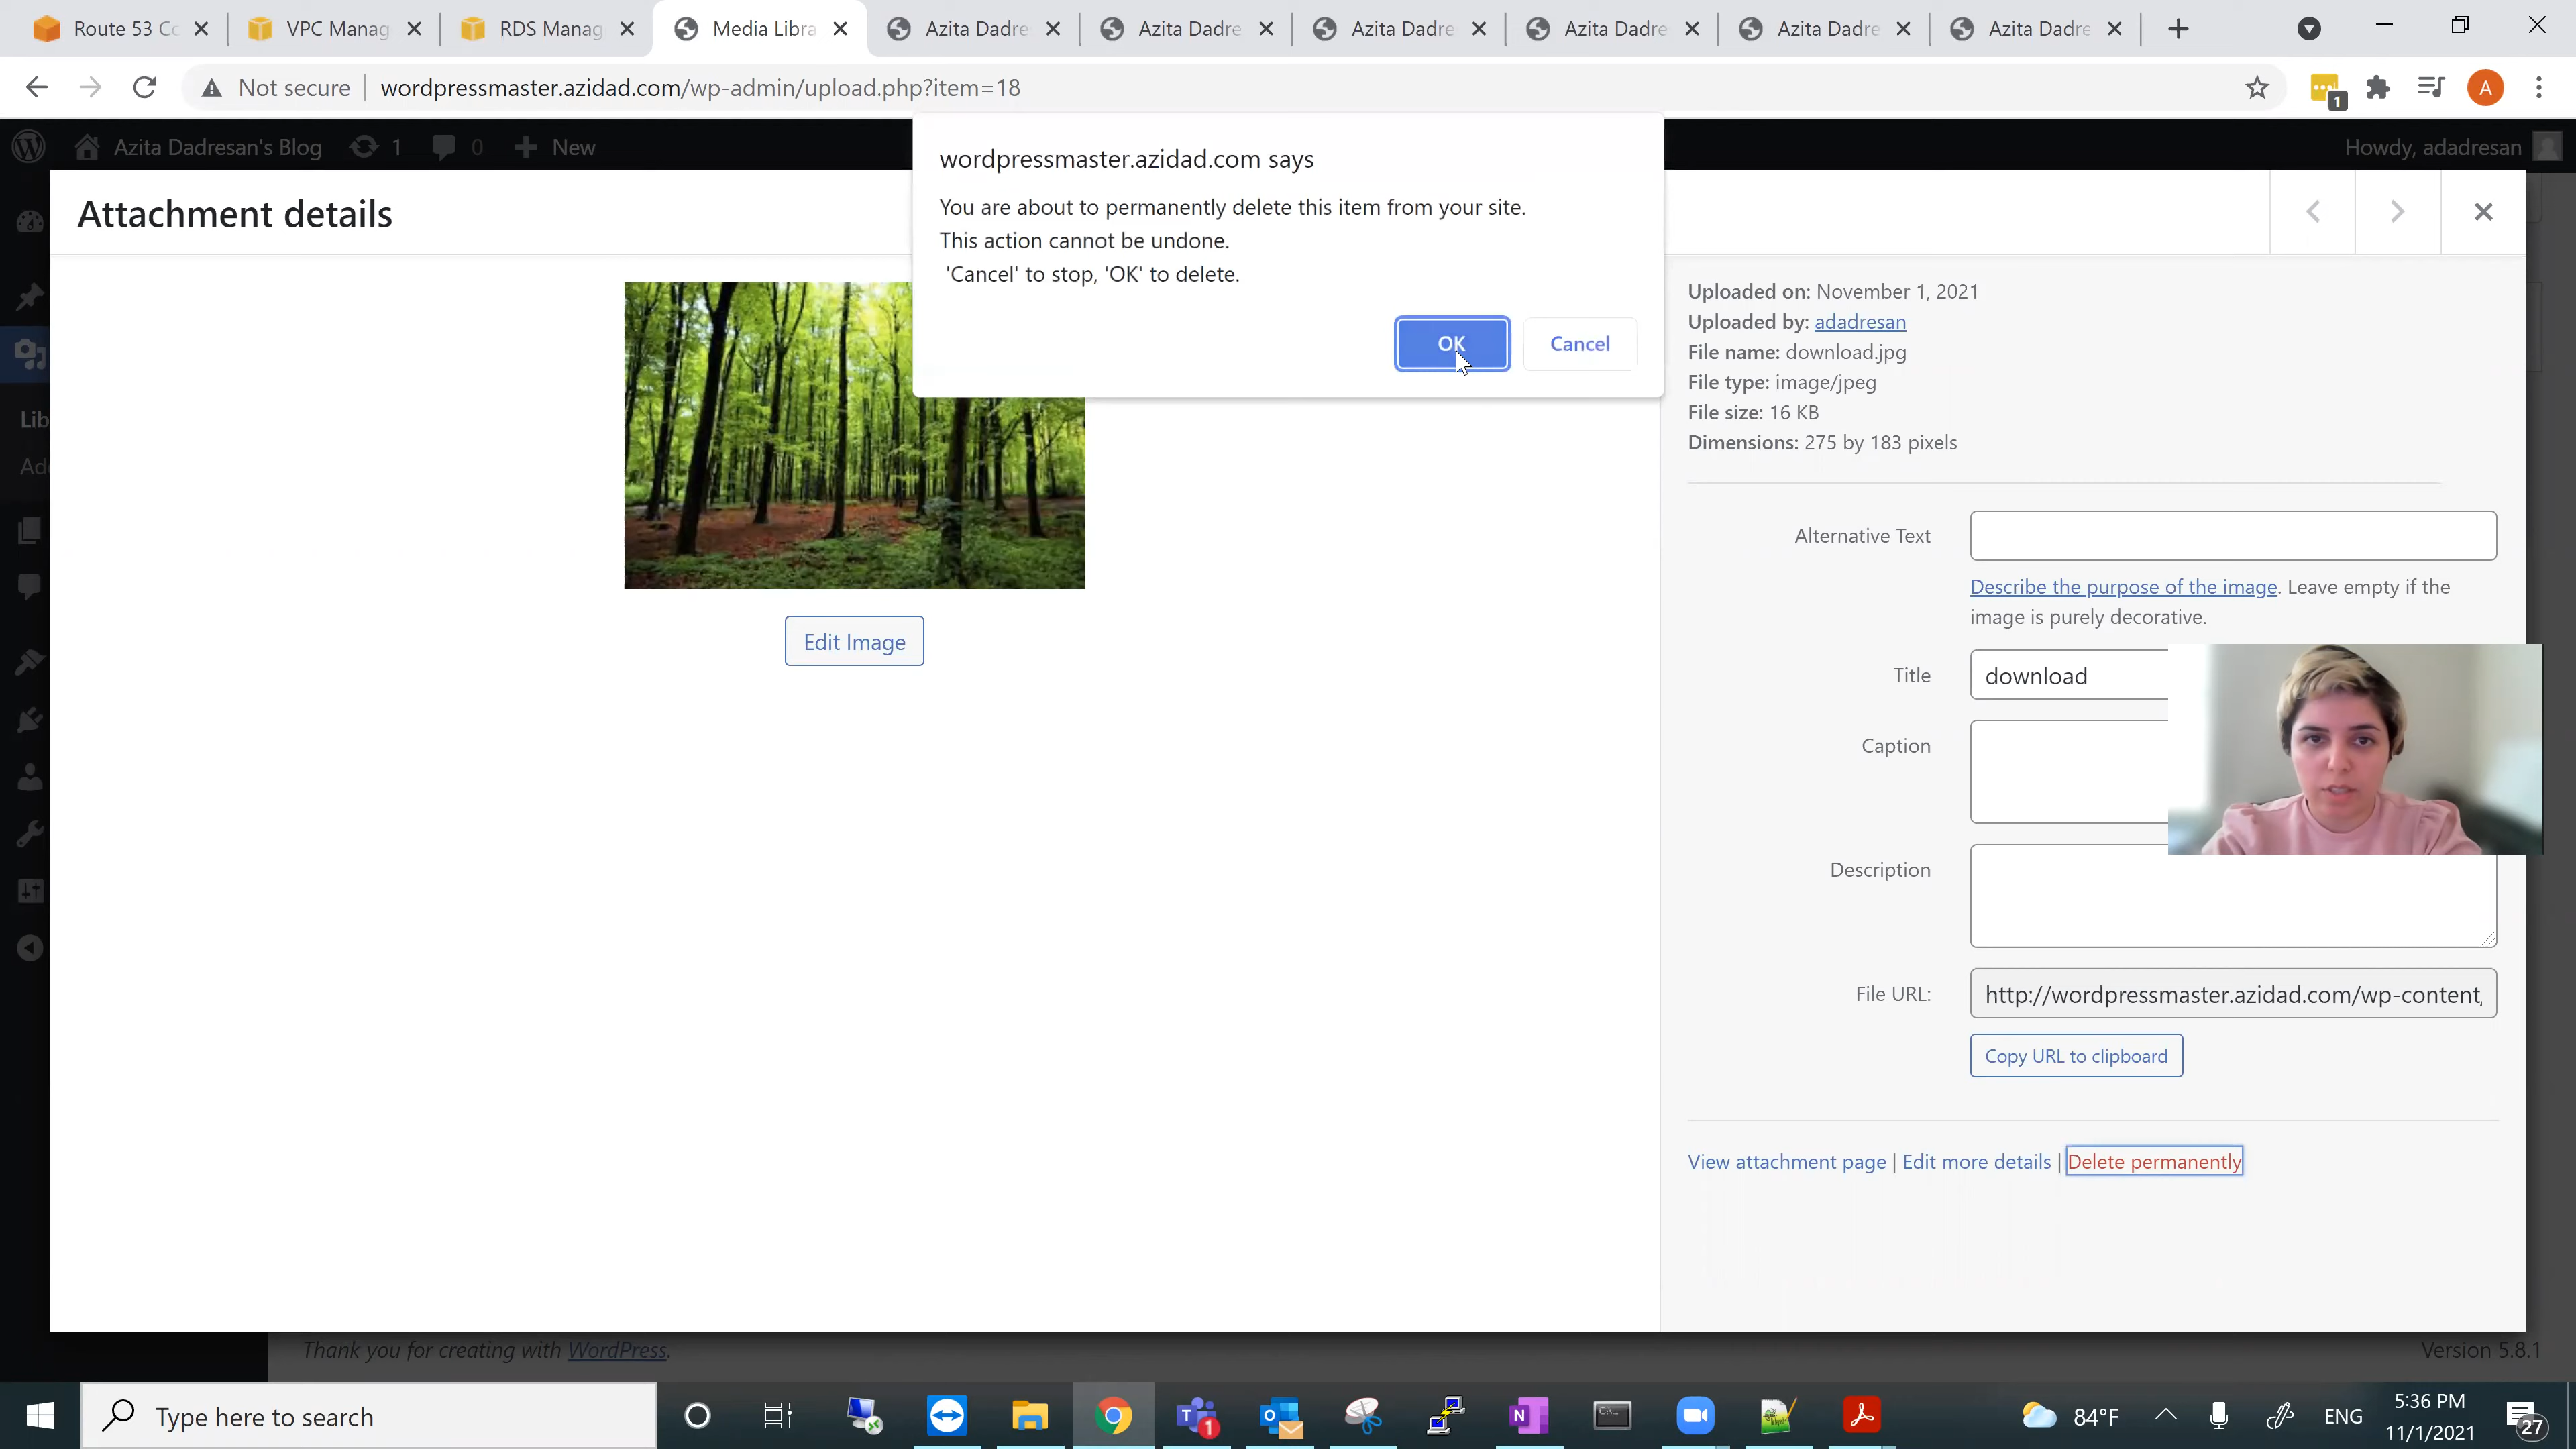 Route 53 Co
VPC Manag
RDS Manag
Media Libra
Azita Dadre
Azita Dadre
Azita Dadre
Azita Dadre
Azita Dadre
Azita Dadre
Not secure
wordpressmaster.azidad.com/wp-admin/upload.php?item=18
1
A
Azita Dadresan's Blog
1
0
New
Howdy, adadresan
wordpressmaster.azidad.com says
You are about to permanently delete this item from your site.
This action cannot be undone.
'Cancel' to stop, 'OK' to delete.
OK
Cancel
Attachment details
Uploaded on: November 1, 2021
Uploaded by: adadresan
File name: download.jpg
File type: image/jpeg
File size: 16 KB
Dimensions: 275 by 183 pixels
Lib
Add
Alternative Text
Describe the purpose of the image. Leave empty if the
image is purely decorative.
Edit Image
Title
download
Caption
Description
File URL:
http://wordpressmaster.azidad.com/wp-content,
Copy URL to clipboard
View attachment page | Edit more details | Delete permanently
Thank you for creating with WordPress.
Version 5.8.1
Type here to search
1
84°F
ENG
5:36 PM
11/1/2021
27